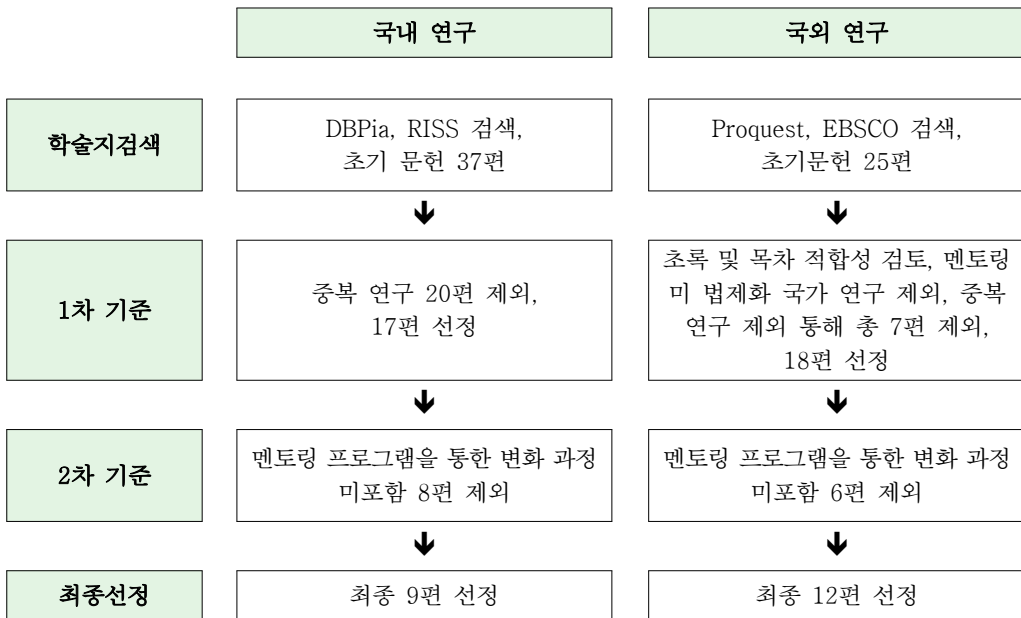 국내 연구
국외 연구
학술지검색
DBPia, RISS 검색,
초기 문헌 37편
Proquest, EBSCO 검색,
초기문헌 25편
1차 기준
중복 연구 20편 제외,
17편 선정
초록 및 목차 적합성 검토, 멘토링
미 법제화 국가 연구 제외, 중복
연구 제외 통해 총 7편 제외,
18편 선정
2차 기준
멘토링 프로그램을 통한 변화 과정
미포함 8편 제외
멘토링 프로그램을 통한 변화 과정
미포함 6편 제외
최종선정
최종 9편 선정
최종 12편 선정